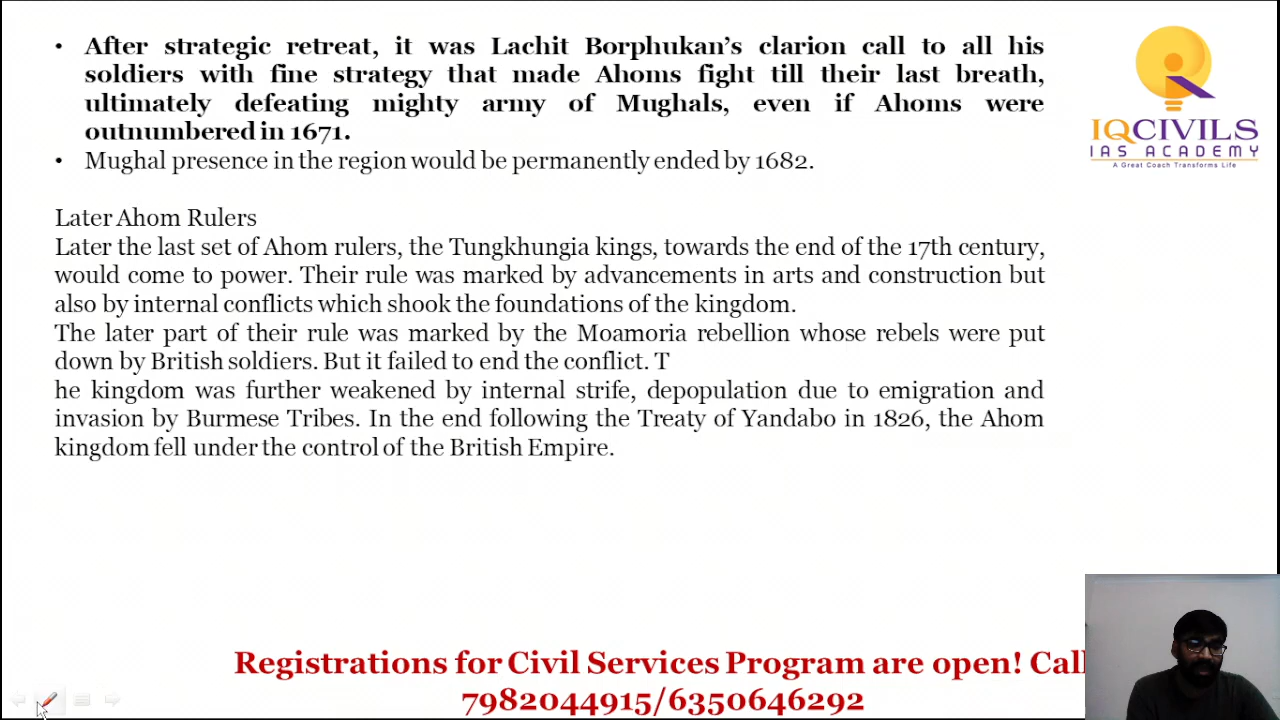 • After strategic retreat, it was Lachit Borphukan's clarion call to all his
soldiers with fine strategy that made Ahoms fight till their last breath,
ultimately defeating mighty army of Mughals, even if Ahoms were
outnumbered in 1671.
• Mughal presence in the region would be permanently ended by 1682.
Later Ahom Rulers
Later the last set of Ahom rulers, the Tungkhungia kings, towards the end of the 17th century,
would come to power. Their rule was marked by advancements in arts and construction but
also by internal conflicts which shook the foundations of the kingdom.
The later part of their rule was marked by the Moamoria rebellion whose rebels were put
down by British soldiers. But it failed to end the conflict. T
he kingdom was further weakened by internal strife, depopulation due to emigration and
invasion by Burmese Tribes. In the end following the Treaty of Yandabo in 1826, the Ahom
kingdom fell under the control of the British Empire.
IQCIVILS
IAS ACADEMY
A Great Coach Transforms Life
Registrations for Civil Services Program are open! Call
7982044915/6350646292